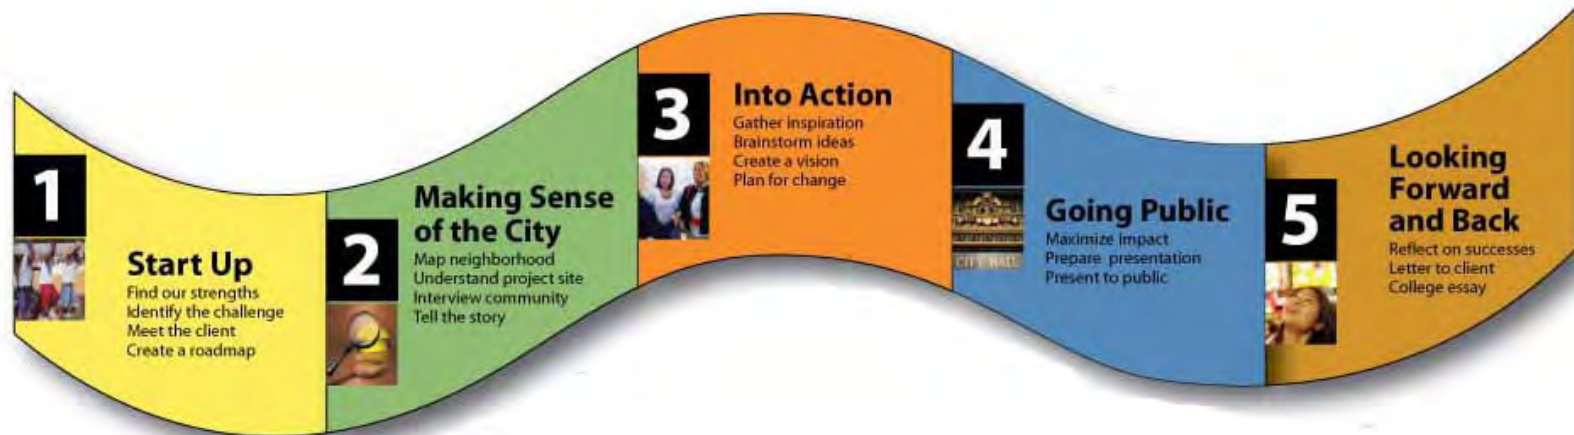 1
Start Up
Find our strengths
Identify the challenge
Meet the client
Create a roadmap
2
Making Sense
of the City
Map neighborhood
Understand project site
Interview community
Tell the story
3
Into Action
Gather inspiration
Brainstorm ideas
Create a vision
Plan for change
4
CITY HALL
Going Public
Maximize impact
Prepare presentation
Present to public
5
Looking
Forward
and Back
Reflect on successes
Letter to client
College essay